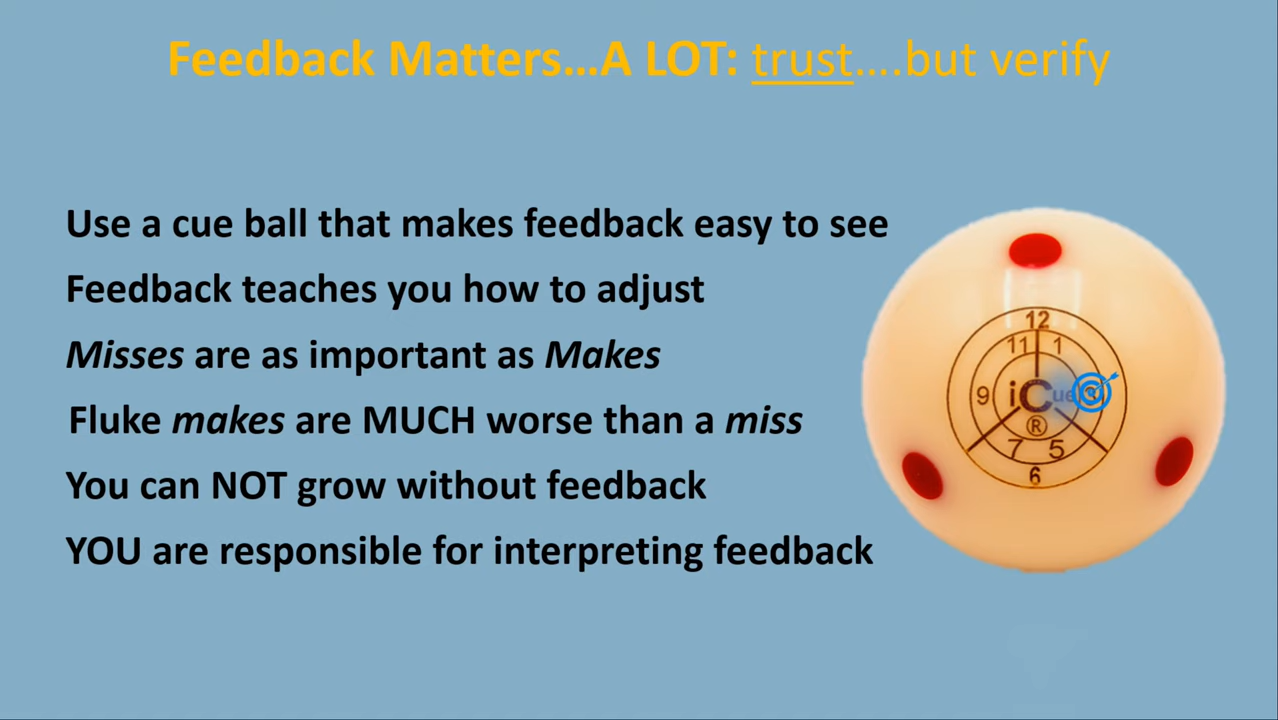 Feedback Matters...A LOT: trust....but verify
Use a cue ball that makes feedback easy to see
Feedback teaches you how to adjust
Misses are as important as Makes
Fluke makes are MUCH worse than a miss
You can NOT grow without feedback
YOU are responsible for interpreting feedback
12
11 1
9 iCue
®
7 5
6